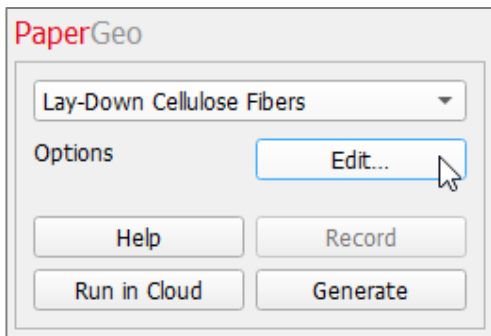 PaperGeo
Lay-Down Cellulose Fibers
Options Edit...
Help Record
Run in Cloud Generate